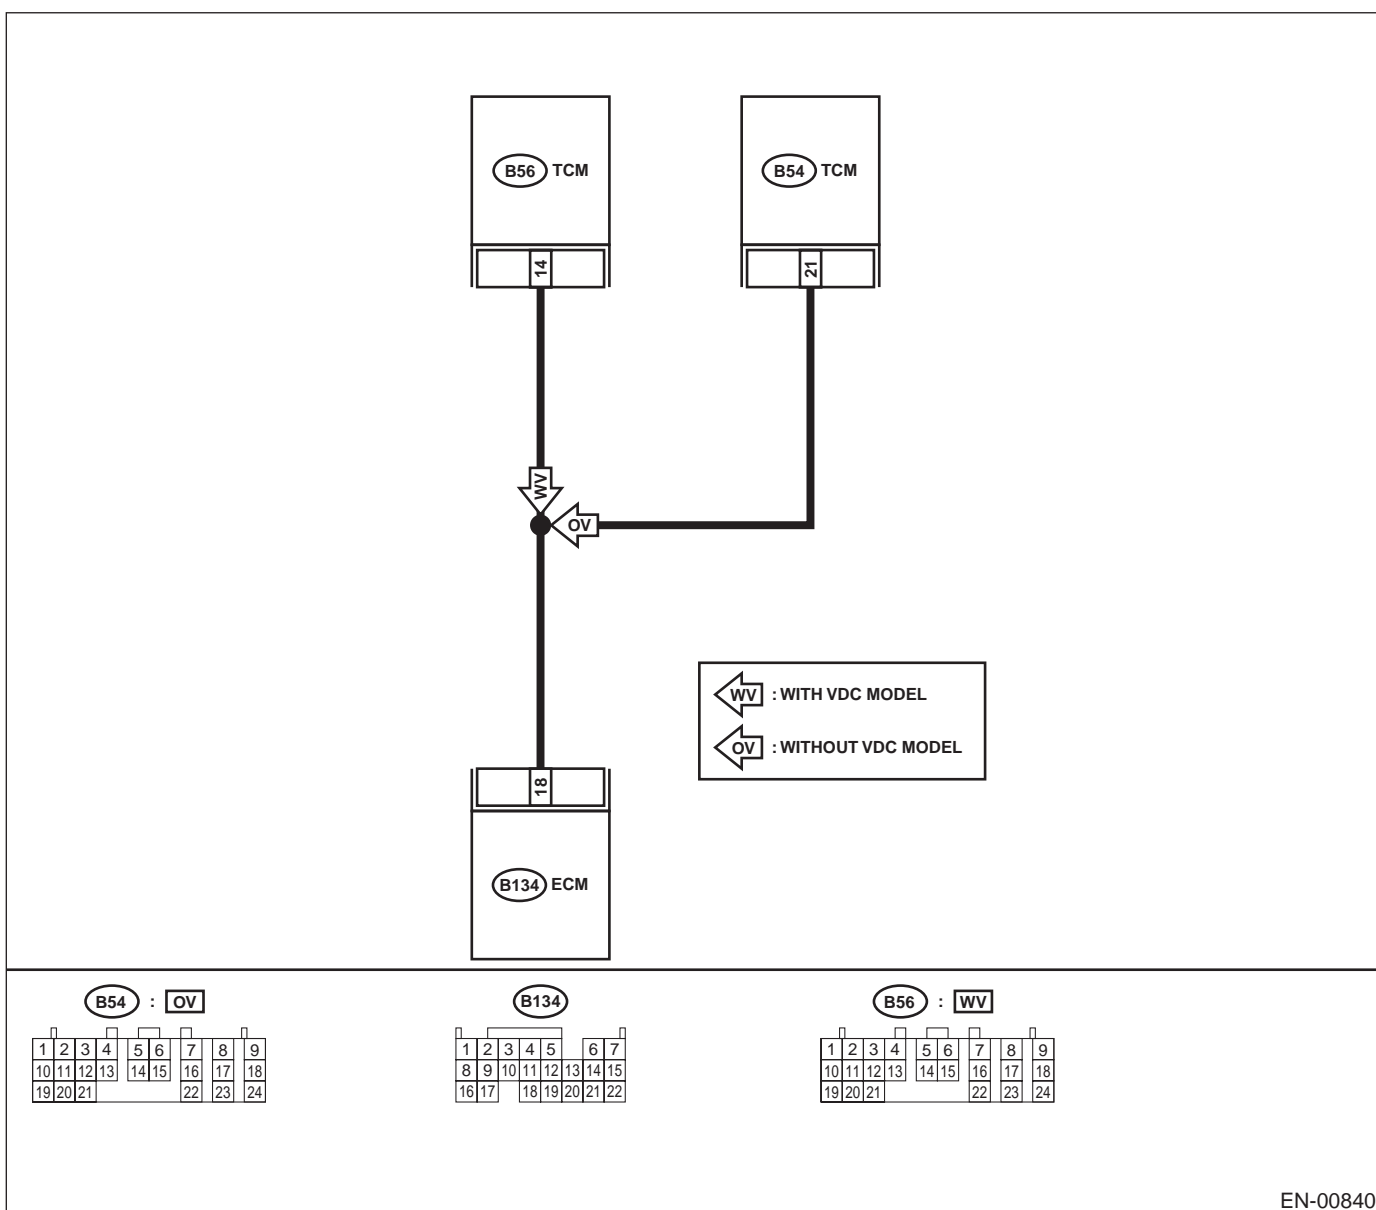 B56 TCM
B54 TCM
14
21
WV
OV
WV : WITH VDC MODEL
OV : WITHOUT VDC MODEL
18
B134 ECM
B54 : OV
1 2 3 4 5 6 7 8 9
10 11 12 13 14 15 16 17 18
19 20 21 22 23 24
B134
1 2 3 4 5 6 7
8 9 10 11 12 13 14 15
16 17 18 19 20 21 22
B56 : WV
1 2 3 4 5 6 7 8 9
10 11 12 13 14 15 16 17 18
19 20 21 22 23 24
EN-00840